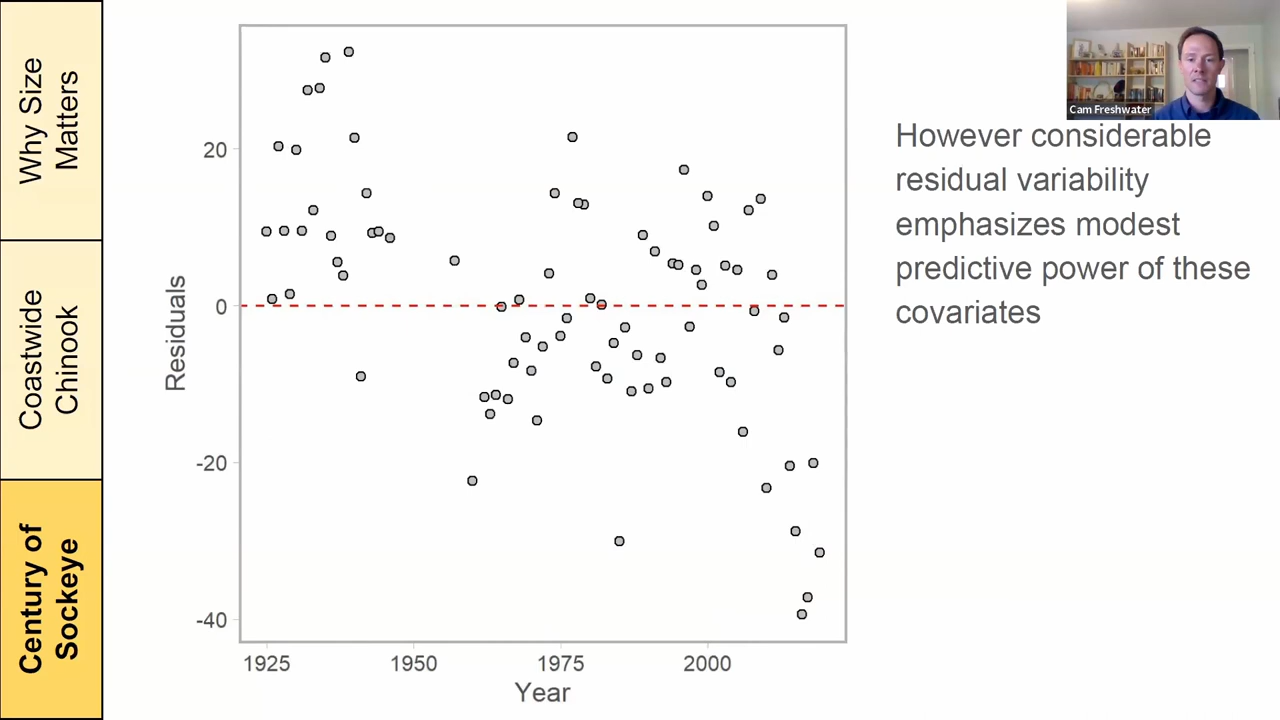 Why Size
Matters
Coastwide
Chinook
Century of
Sockeye
Residuals
20
0
-20
-40
1925
1950
1975
2000
Year
Cam Freshwater
However considerable
residual variability
emphasizes modest
predictive power of these
covariates